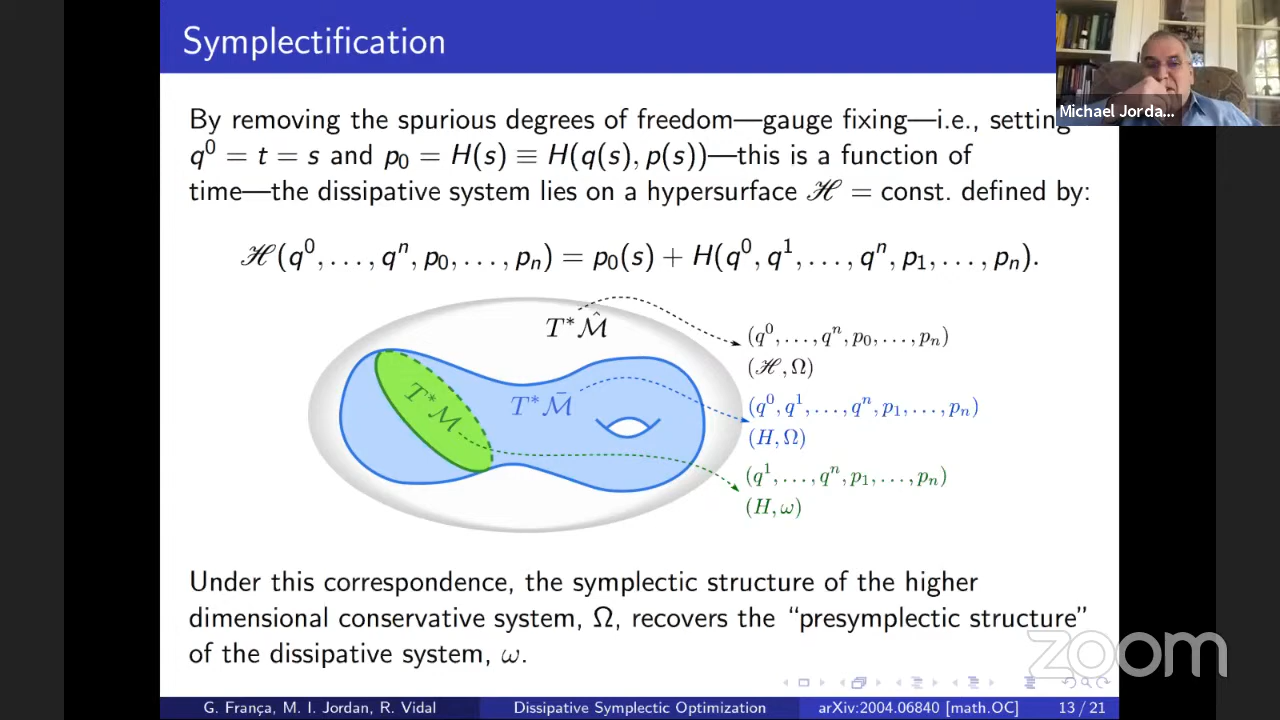 Symplectification
Michael Jorda...
By removing the spurious degrees of freedom—gauge fixing—i.e., setting
q⁰ = t = s and p₀ = H(s) ≡ H(q(s), p(s))—this is a function of
time—the dissipative system lies on a hypersurface ℋ = const. defined by:
ℋ(q⁰, . . . , qⁿ, p₀, . . . , pₙ) = p₀(s) + H(q⁰, q¹, . . . , qⁿ, p₁, . . . , pₙ).
T*ℳ̂
(q⁰, . . . , qⁿ, p₀, . . . , pₙ)
(ℋ, Ω)
T*ℳ
T*ℳ̄
(q⁰, q¹, . . . , qⁿ, p₁, . . . , pₙ)
(H, Ω)
(q¹, . . . , qⁿ, p₁, . . . , pₙ)
(H, ω)
Under this correspondence, the symplectic structure of the higher
dimensional conservative system, Ω, recovers the “presymplectic structure”
of the dissipative system, ω.
zoom
G. França, M. I. Jordan, R. Vidal Dissipative Symplectic Optimization arXiv:2004.06840 [math.OC] 13 / 21